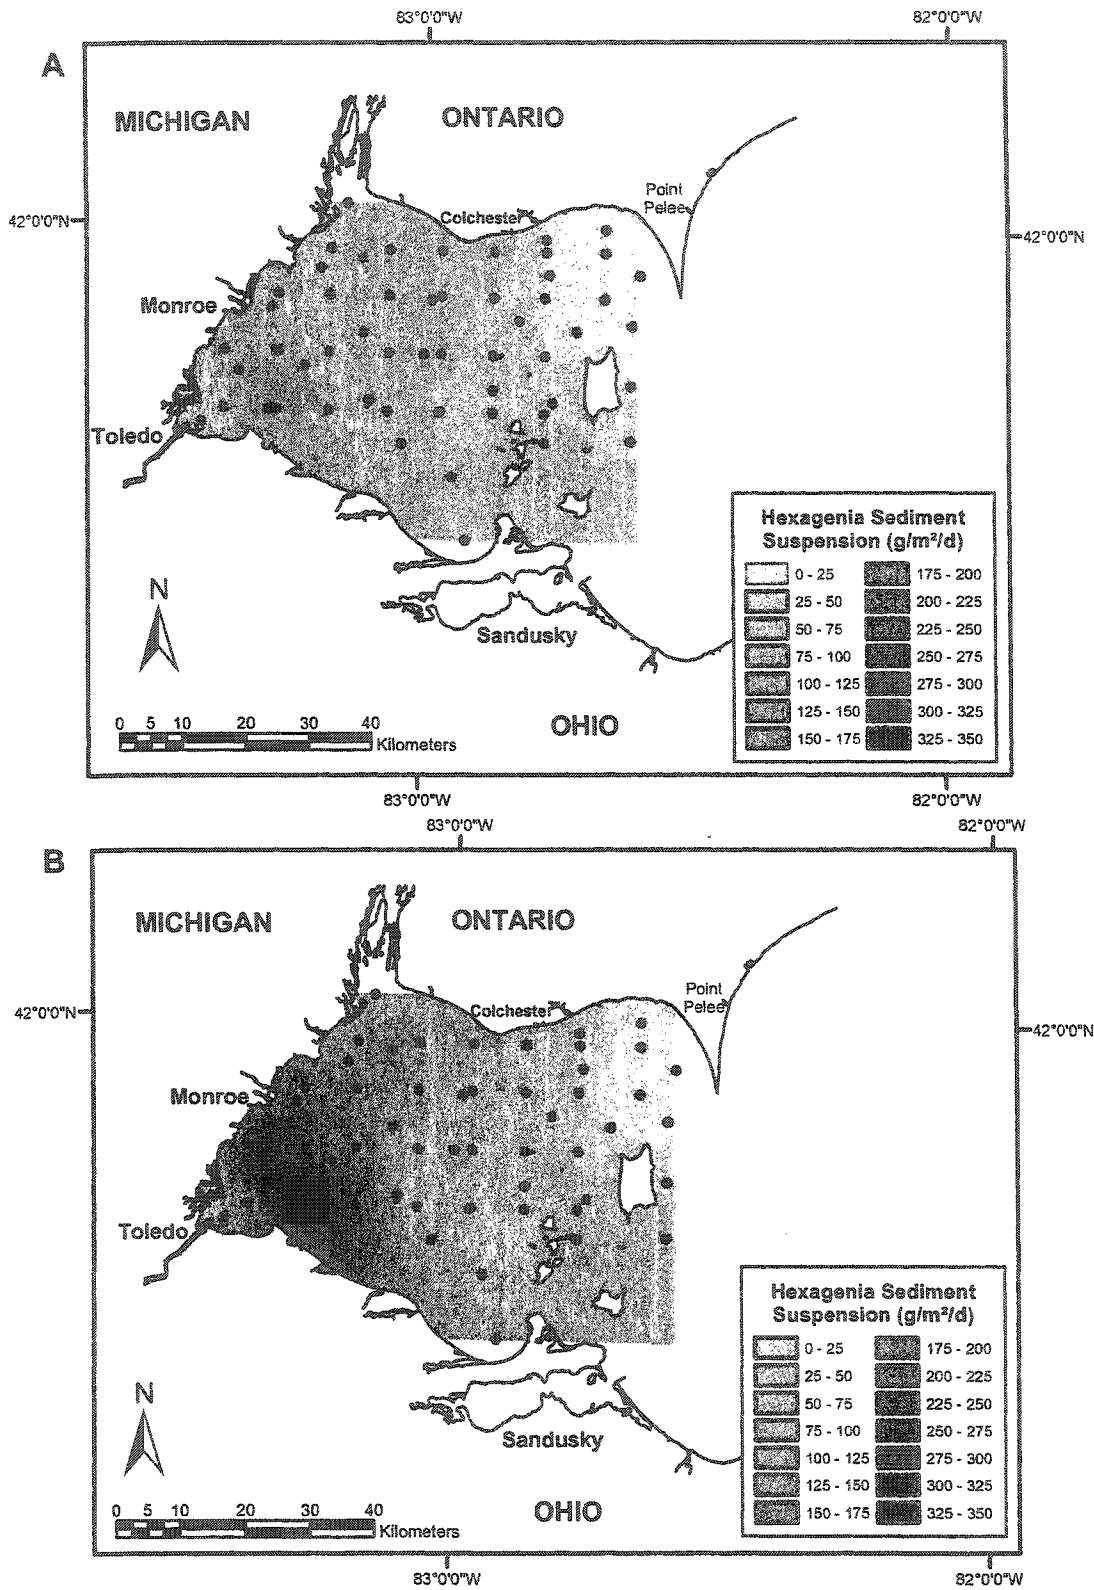 83°0'0"W 82°0'0"W
A
MICHIGAN ONTARIO
Point
Pelee
Colchester
42°0'0"N 42°0'0"N
Monroe
Toledo
N
Sandusky
OHIO
0 5 10 20 30 40
Kilometers
Hexagenia Sediment
Suspension (g/m²/d)
0 - 25 175 - 200
25 - 50 200 - 225
50 - 75 225 - 250
75 - 100 250 - 275
100 - 125 275 - 300
125 - 150 300 - 325
150 - 175 325 - 350
83°0'0"W 82°0'0"W
83°0'0"W 82°0'0"W
B
MICHIGAN ONTARIO
Point
Pelee
Colchester
42°0'0"N 42°0'0"N
Monroe
Toledo
N
Sandusky
OHIO
0 5 10 20 30 40
Kilometers
Hexagenia Sediment
Suspension (g/m²/d)
0 - 25 175 - 200
25 - 50 200 - 225
50 - 75 225 - 250
75 - 100 250 - 275
100 - 125 275 - 300
125 - 150 300 - 325
150 - 175 325 - 350
83°0'0"W 82°0'0"W